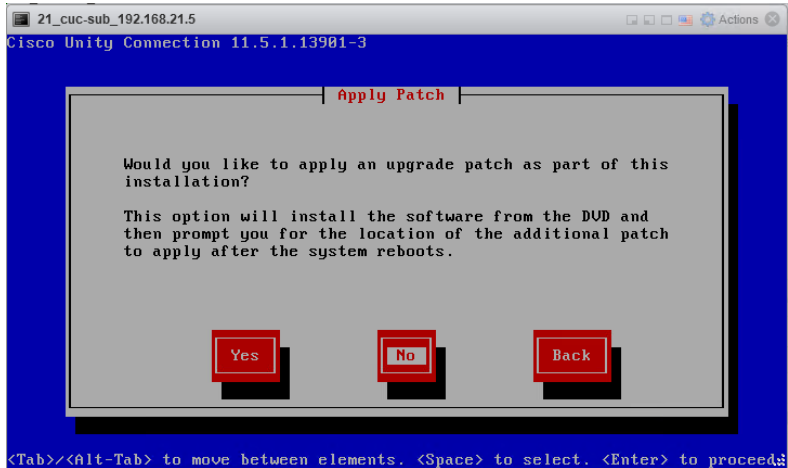 21_cuc-sub_192.168.21.5
Actions
Cisco Unity Connection 11.5.1.13901-3
Apply Patch
Would you like to apply an upgrade patch as part of this
installation?
This option will install the software from the DVD and
then prompt you for the location of the additional patch
to apply after the system reboots.
Yes
No
Back
<Tab>/<Alt-Tab> to move between elements. <Space> to select. <Enter> to proceed